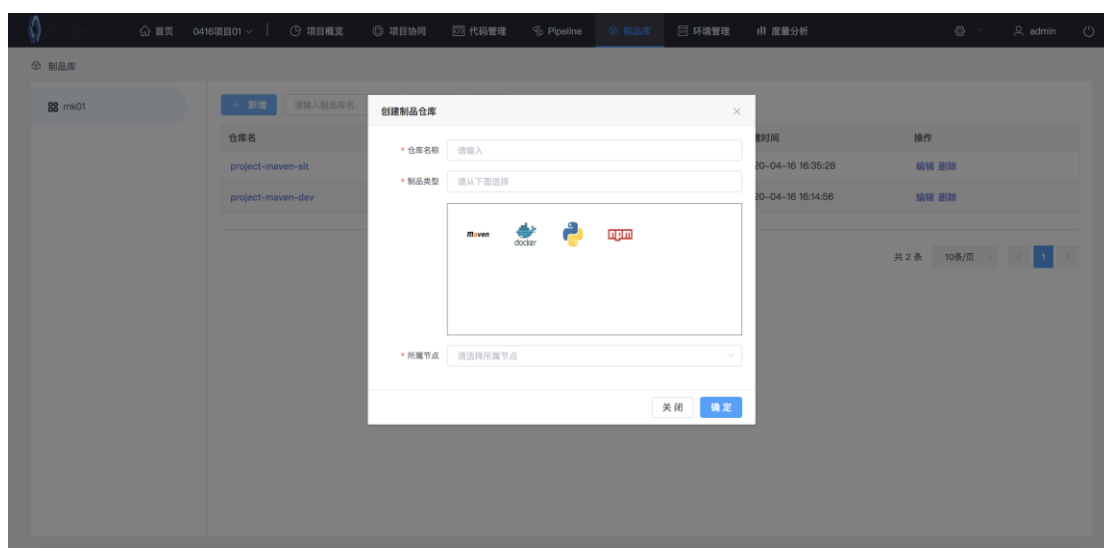 首页 0416项目01 项目概览 项目协同 代码管理 Pipeline 制品库 环境管理 度量分析 admin
制品库
mk01
+ 新增 请输入制品库名
创建制品仓库 ×
仓库名 建时间 操作
* 仓库名称 请输入
project-maven-sit 20-04-16 16:35:28 编辑 删除
* 制品类型 请从下面选择
project-maven-dev 20-04-16 16:14:56 编辑 删除
Maven docker npm
共 2 条 10条/页 < 1 >
* 所属节点 请选择所属节点
关闭 确定